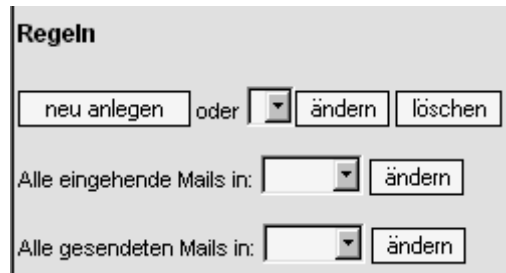 Regeln
neu anlegen oder ändern löschen
Alle eingehende Mails in: ändern
Alle gesendeten Mails in: ändern